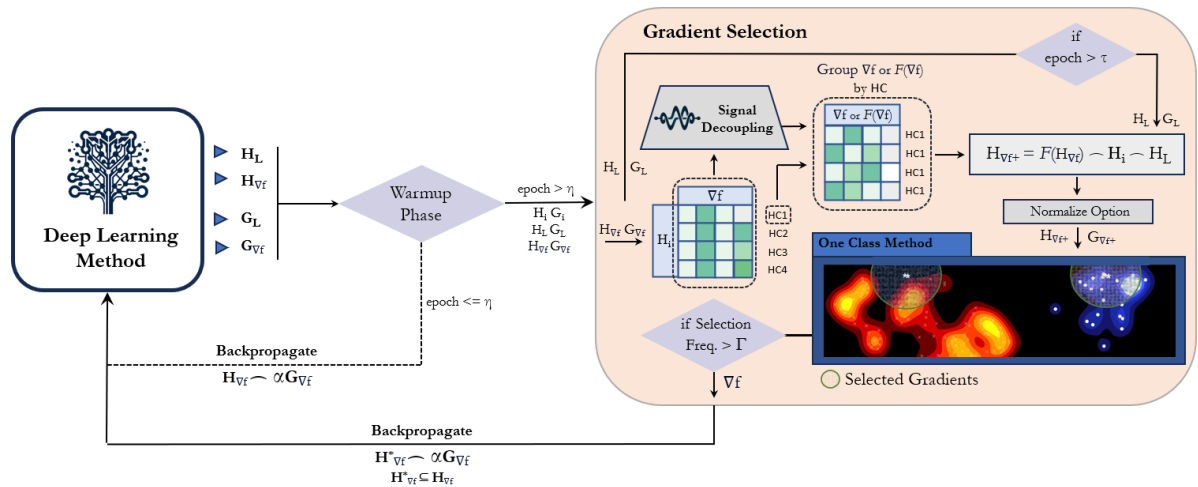 Gradient Selection
if
epoch > τ
Group ∇f or F(∇f)
by HC
Signal
Decoupling
∇f or F(∇f)
HC1
HC1
HC1
HC1
H_L G_L
H_L G_L
H_∇f+ = F(H_∇f) ⌢ H_i ⌢ H_L
Deep Learning
Method
H_L
H_∇f
G_L
G_∇f
Warmup
Phase
epoch > η
H_i G_i
H_L G_L
H_∇f G_∇f
H_∇f G_∇f
∇f
H_i
HC1
HC2
HC3
HC4
Normalize Option
H_∇f+ G_∇f+
One Class Method
epoch <= η
if Selection
Freq. > Γ
Selected Gradients
∇f
Backpropagate
H_∇f ⌢ αG_∇f
Backpropagate
H*_∇f ⌢ αG_∇f
H*_∇f ⊆ H_∇f